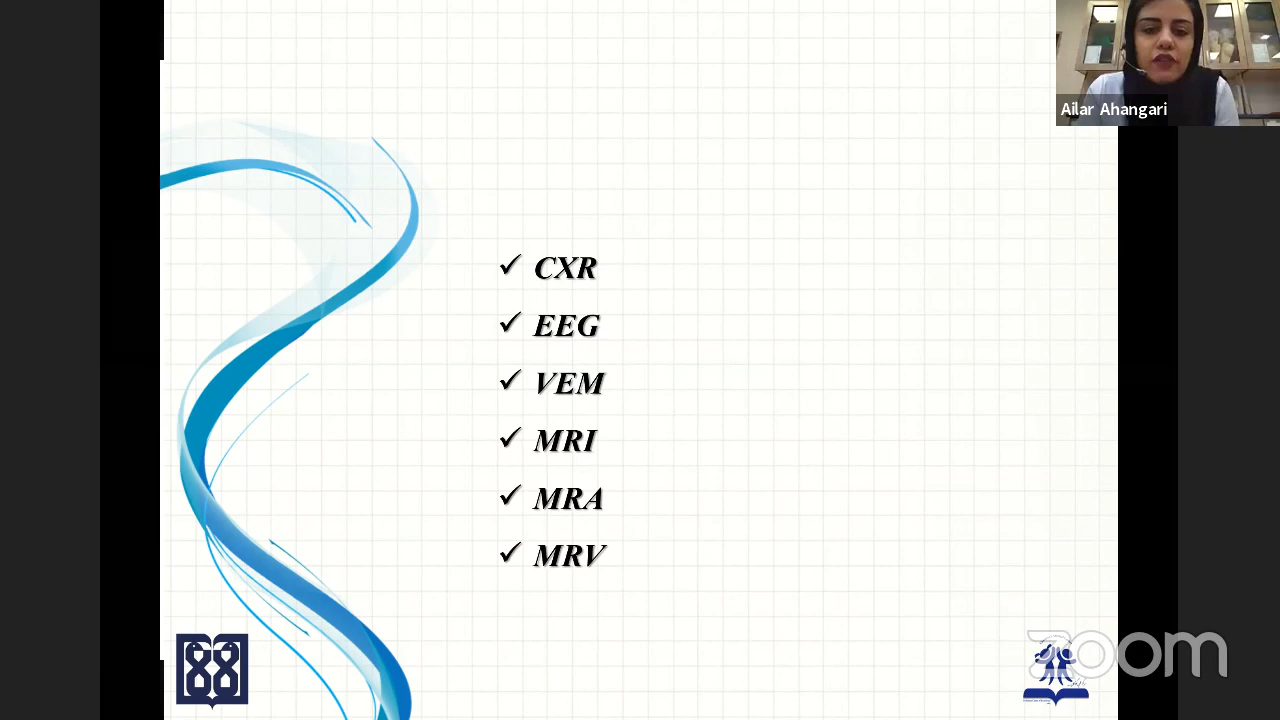 Ailar Ahangari
✓ CXR
✓ EEG
✓ VEM
✓ MRI
✓ MRA
✓ MRV
zoom